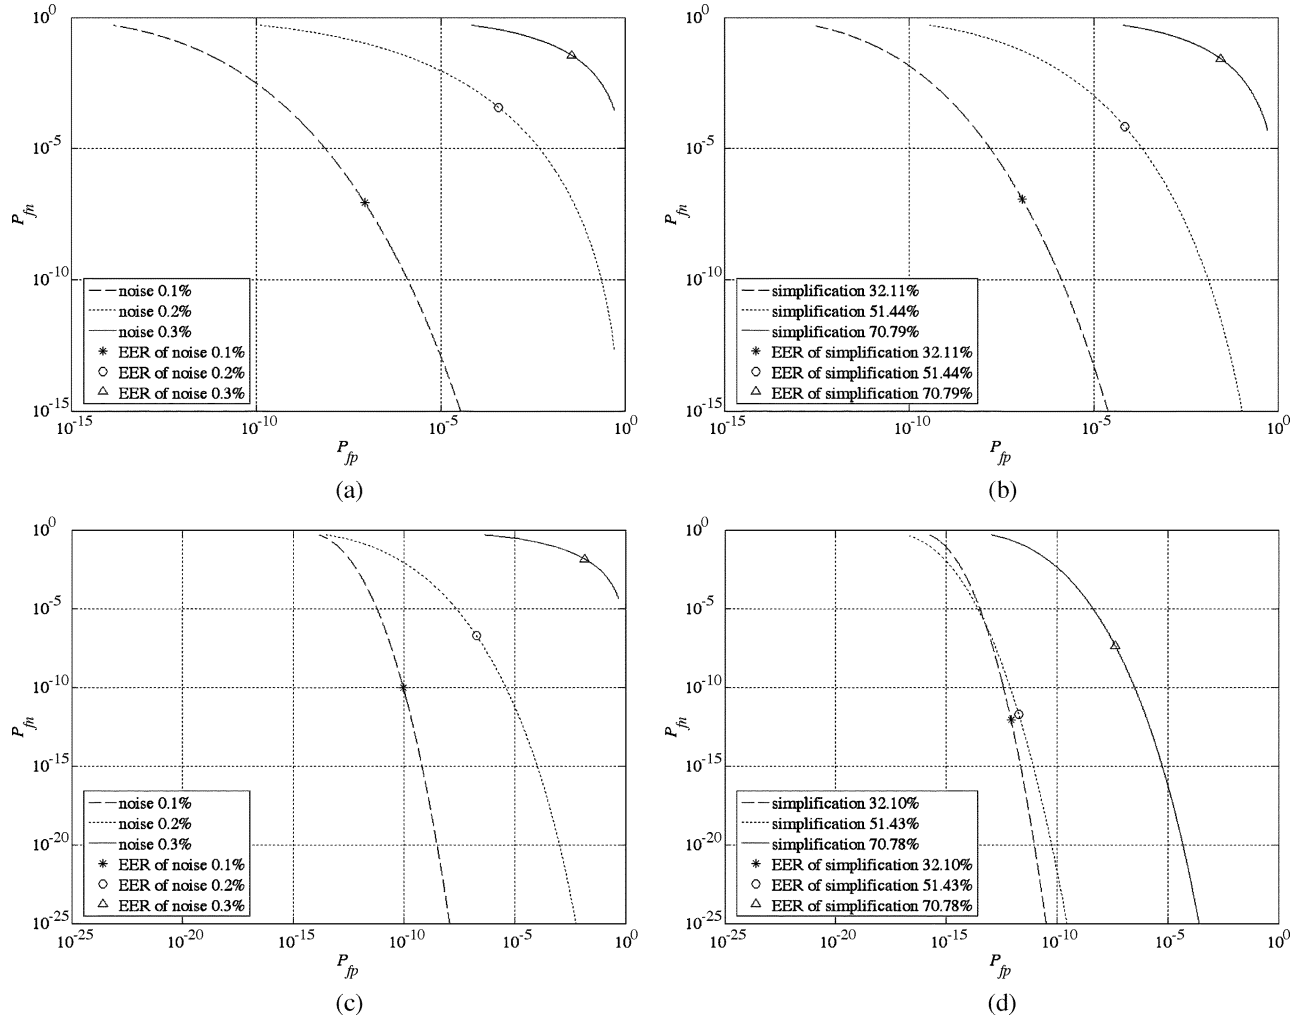 10^0
10^-5
10^-10
10^-15
P_fn
noise 0.1%
noise 0.2%
noise 0.3%
EER of noise 0.1%
EER of noise 0.2%
EER of noise 0.3%
10^-15 10^-10 10^-5 10^0
P_fp
(a)
10^0
10^-5
10^-10
10^-15
P_fn
simplification 32.11%
simplification 51.44%
simplification 70.79%
EER of simplification 32.11%
EER of simplification 51.44%
EER of simplification 70.79%
10^-15 10^-10 10^-5 10^0
P_fp
(b)
10^0
10^-5
10^-10
10^-15
10^-20
10^-25
P_fn
noise 0.1%
noise 0.2%
noise 0.3%
EER of noise 0.1%
EER of noise 0.2%
EER of noise 0.3%
10^-25 10^-20 10^-15 10^-10 10^-5 10^0
P_fp
(c)
10^0
10^-5
10^-10
10^-15
10^-20
10^-25
P_fn
simplification 32.10%
simplification 51.43%
simplification 70.78%
EER of simplification 32.10%
EER of simplification 51.43%
EER of simplification 70.78%
10^-25 10^-20 10^-15 10^-10 10^-5 10^0
P_fp
(d)